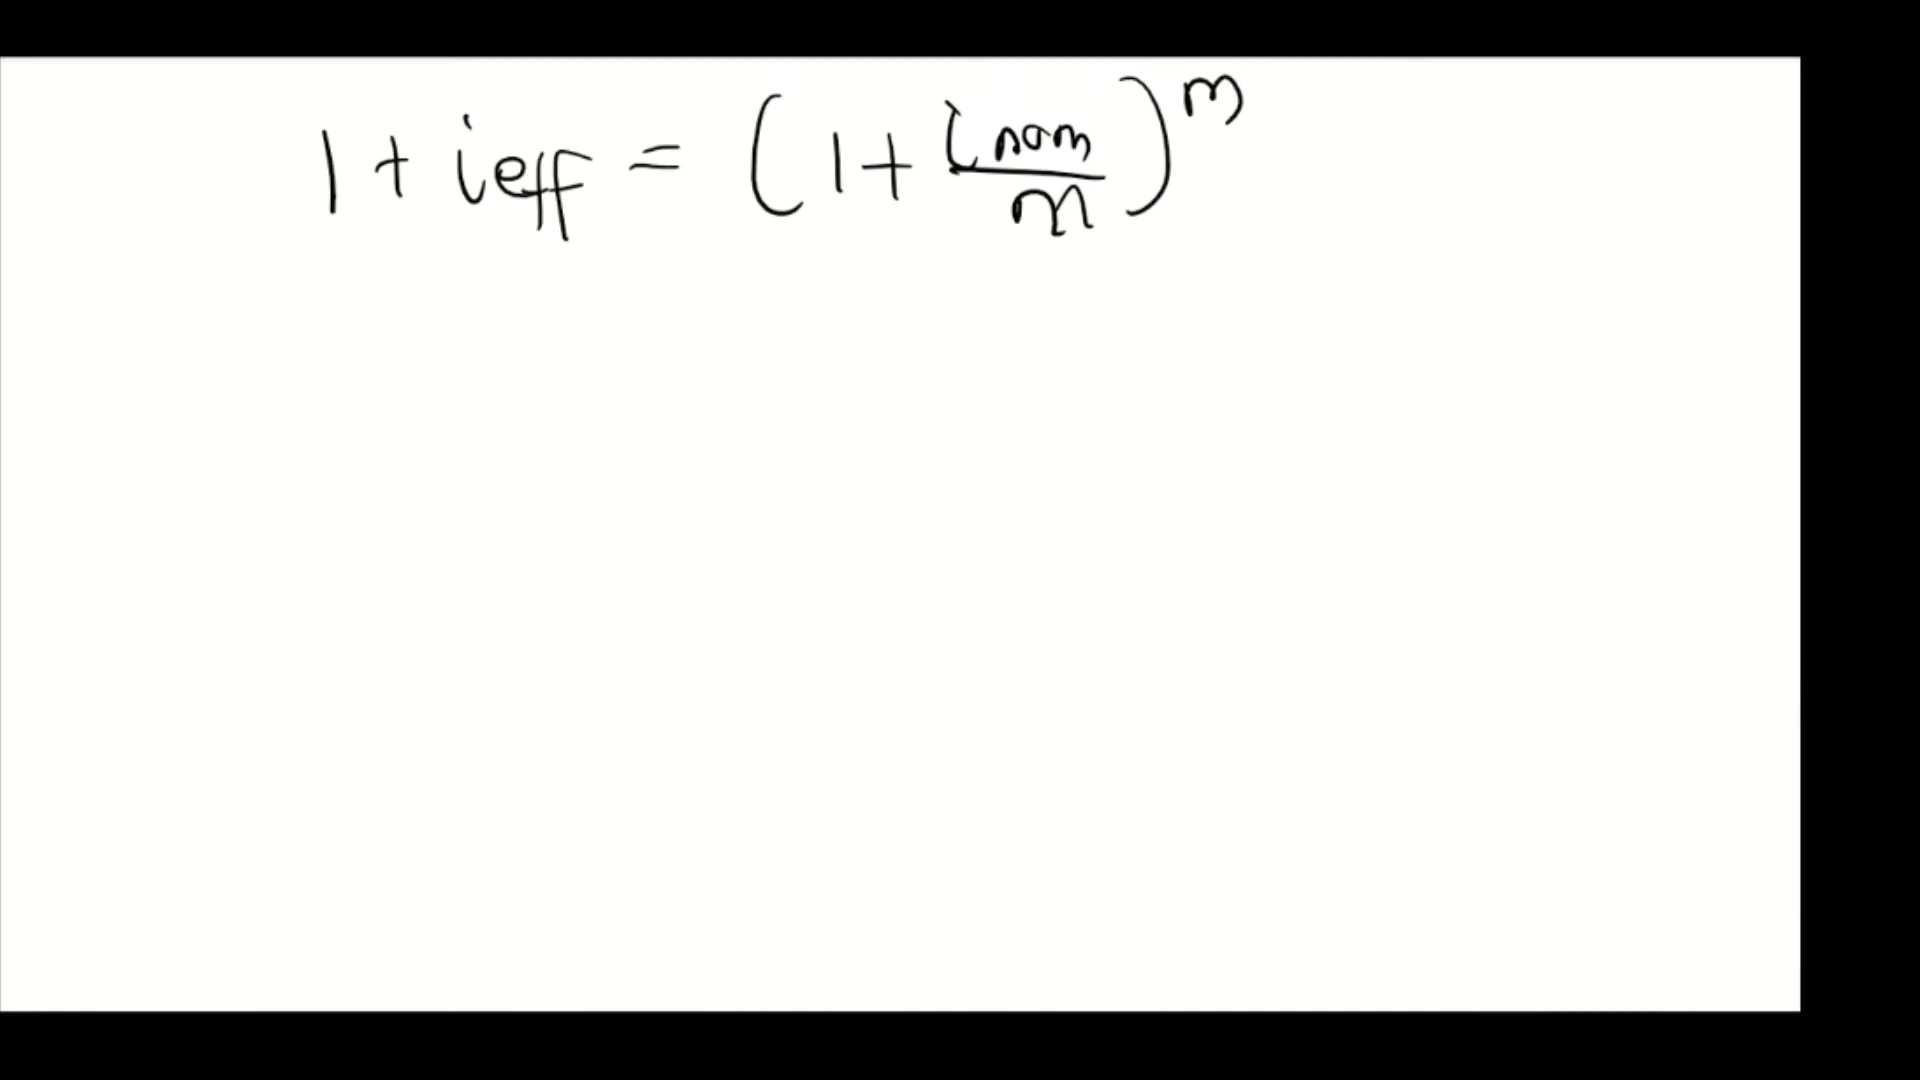 1 + ieff = (1 + inom/m)^m